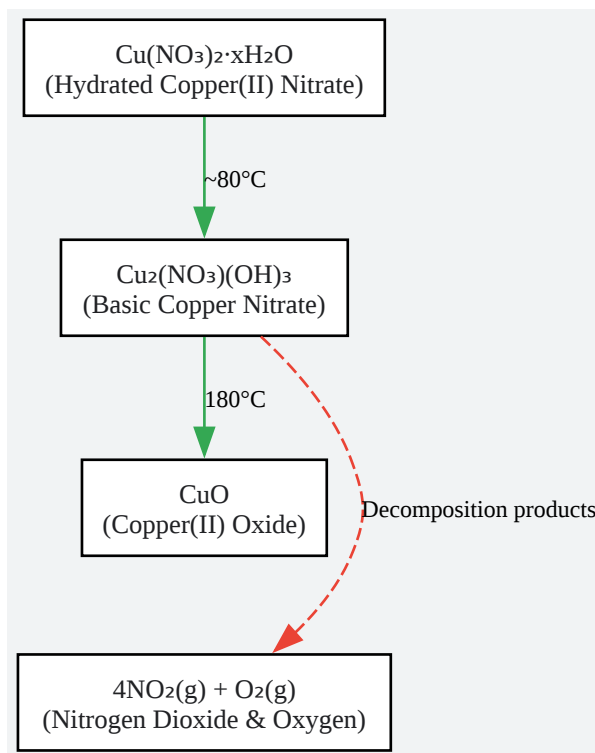 Cu(NO₃)₂·xH₂O
(Hydrated Copper(II) Nitrate)
~80°C
Cu₂(NO₃)(OH)₃
(Basic Copper Nitrate)
180°C
CuO
(Copper(II) Oxide)
Decomposition products
4NO₂(g) + O₂(g)
(Nitrogen Dioxide & Oxygen)